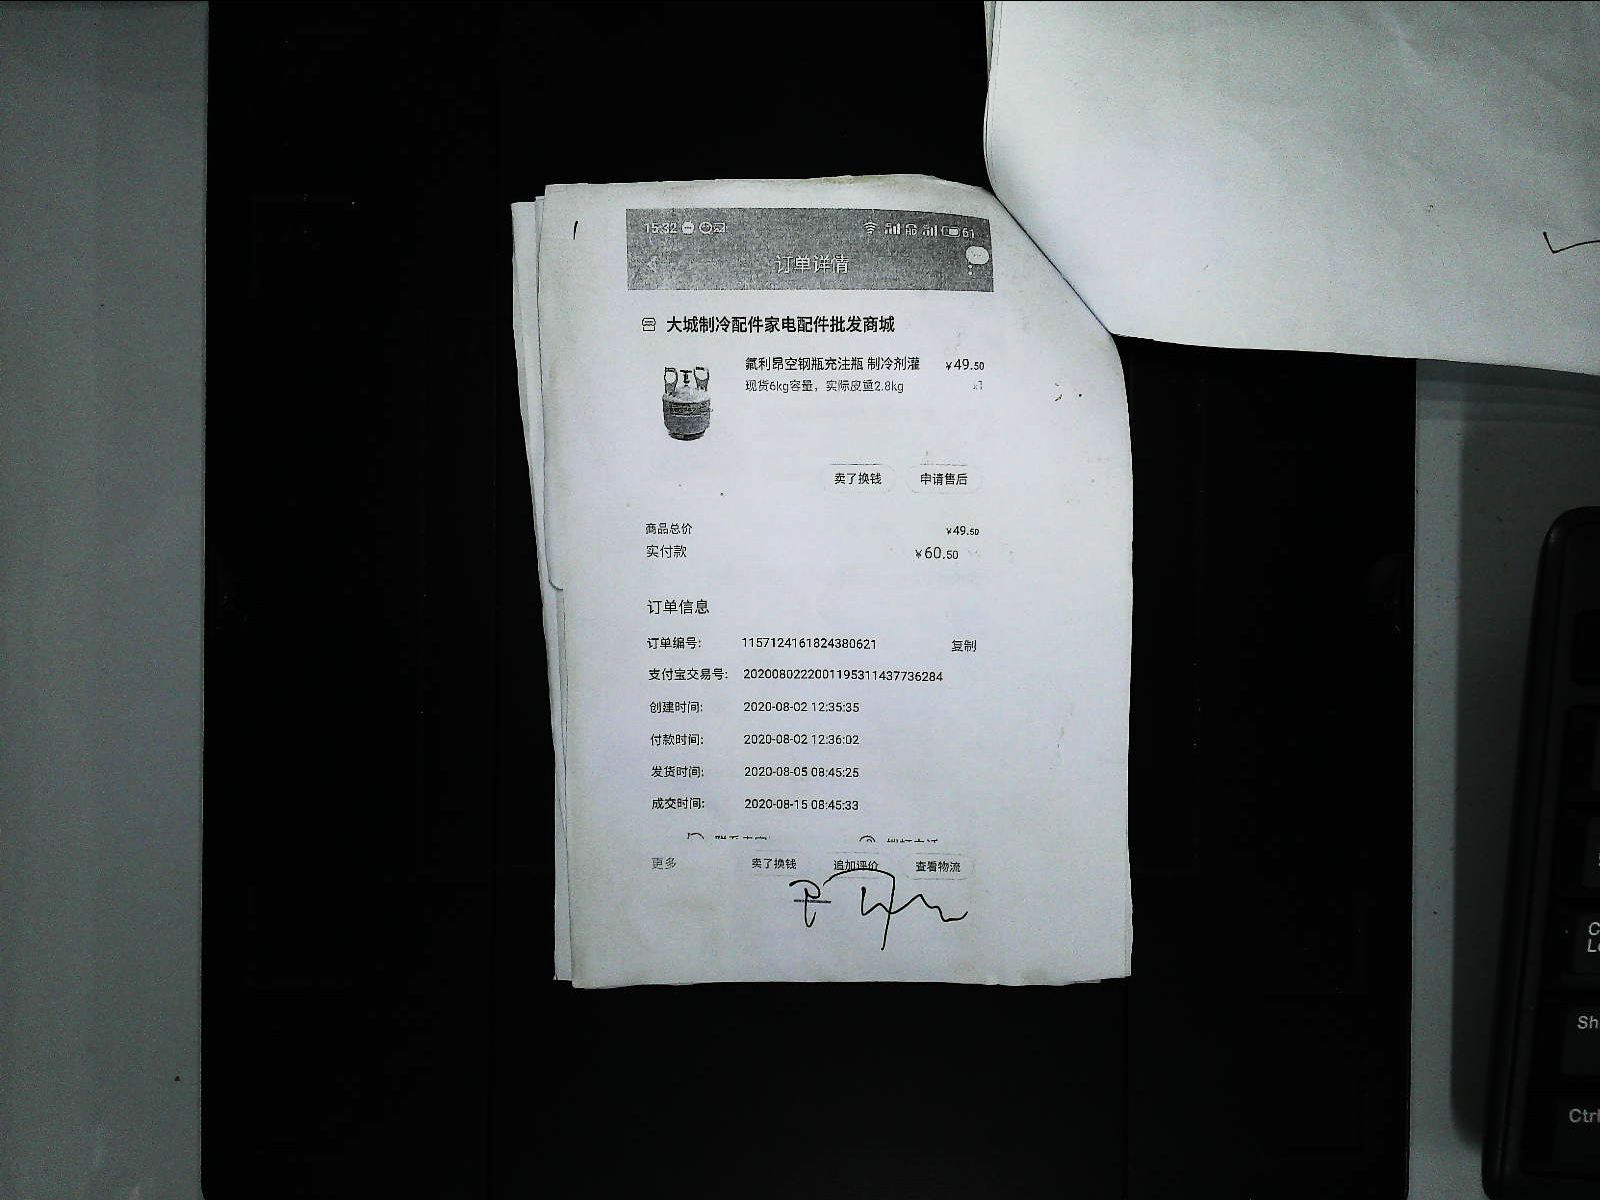 15:32 61
订单详情
大城制冷配件家电配件批发商城
氟利昂空钢瓶充注瓶 制冷剂灌 ¥49.50
现货6kg容量，实际皮重2.8kg x1
卖了换钱 申请售后
商品总价 ¥49.50
实付款 ¥60.50
订单信息
订单编号: 1157124161824380621 复制
支付宝交易号: 2020080222001195311437736284
创建时间: 2020-08-02 12:35:35
付款时间: 2020-08-02 12:36:02
发货时间: 2020-08-05 08:45:25
成交时间: 2020-08-15 08:45:33
更多 卖了换钱 追加评价 查看物流
Sh
Ctrl